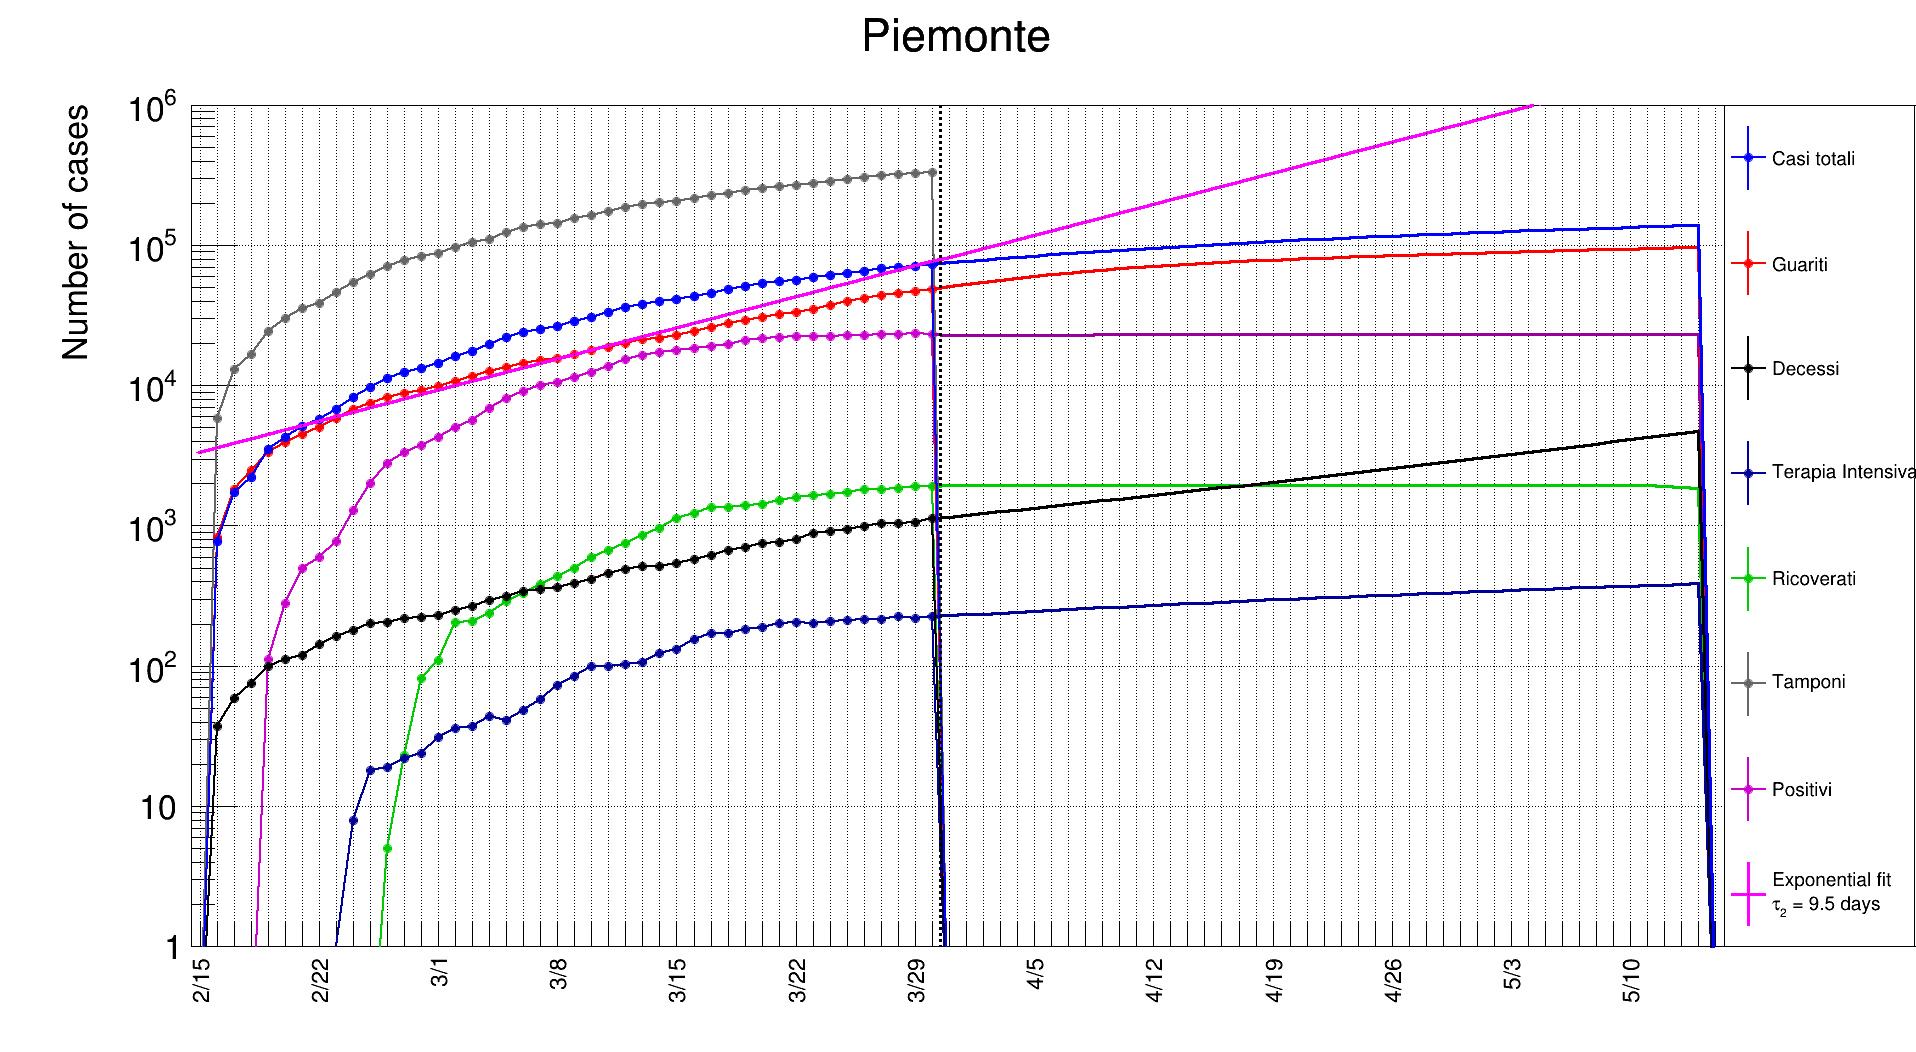 Piemonte
Number of cases
10^6
10^5
10^4
10^3
10^2
10
1
2/15
2/22
3/1
3/8
3/15
3/22
3/29
4/5
4/12
4/19
4/26
5/3
5/10
Casi totali
Guariti
Decessi
Terapia Intensiva
Ricoverati
Tamponi
Positivi
Exponential fit
τ₂ = 9.5 days